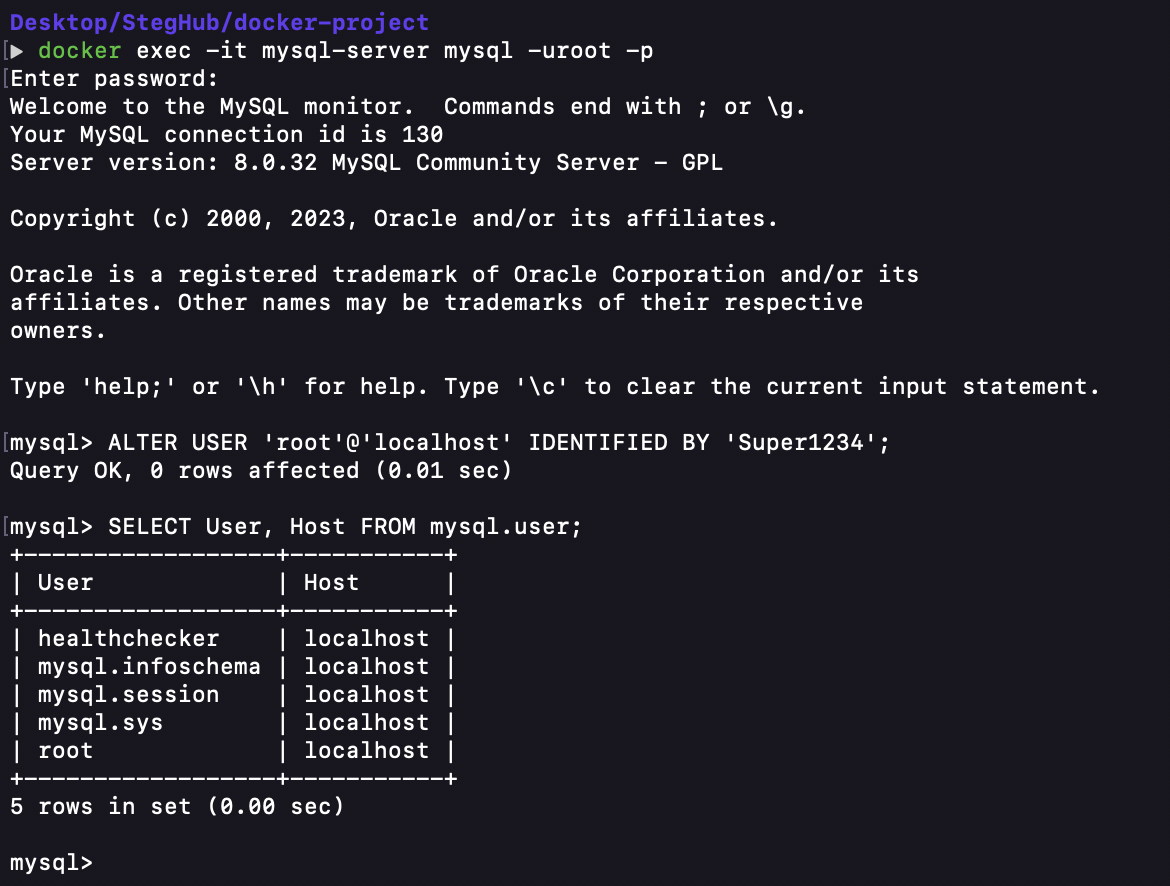 Desktop/StegHub/docker-project
[▶ docker exec -it mysql-server mysql -uroot -p
[Enter password:
Welcome to the MySQL monitor.  Commands end with ; or \g.
Your MySQL connection id is 130
Server version: 8.0.32 MySQL Community Server - GPL

Copyright (c) 2000, 2023, Oracle and/or its affiliates.

Oracle is a registered trademark of Oracle Corporation and/or its
affiliates. Other names may be trademarks of their respective
owners.

Type 'help;' or '\h' for help. Type '\c' to clear the current input statement.

[mysql> ALTER USER 'root'@'localhost' IDENTIFIED BY 'Super1234';
Query OK, 0 rows affected (0.01 sec)

[mysql> SELECT User, Host FROM mysql.user;
+------------------+-----------+
| User             | Host      |
+------------------+-----------+
| healthchecker    | localhost |
| mysql.infoschema | localhost |
| mysql.session    | localhost |
| mysql.sys        | localhost |
| root             | localhost |
+------------------+-----------+
5 rows in set (0.00 sec)

mysql>